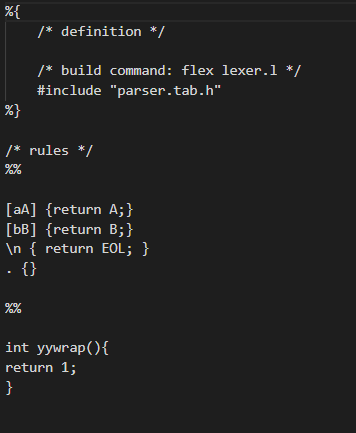 %{
    /* definition */

    /* build command: flex lexer.l */
    #include "parser.tab.h"
%}

/* rules */
%%

[aA] {return A;}
[bB] {return B;}
\n { return EOL; }
. {}

%%

int yywrap(){
return 1;
}